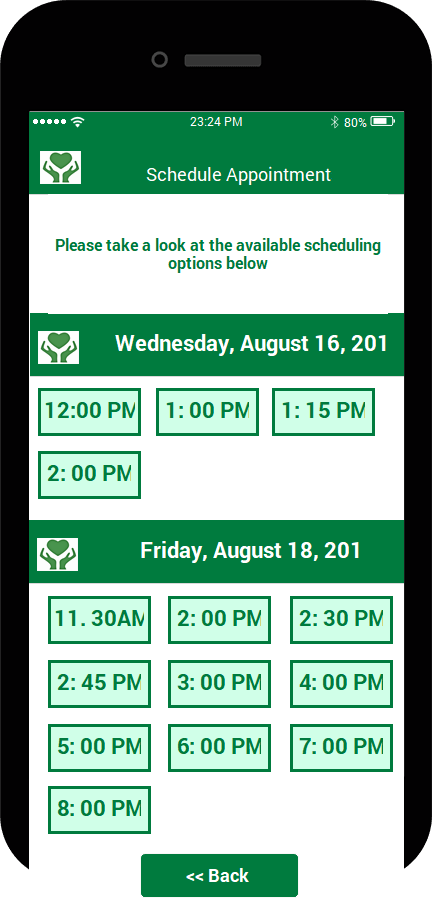 23:24 PM 80%
Schedule Appointment
Please take a look at the available scheduling
options below
Wednesday, August 16, 201
12:00 PM 1: 00 PM 1: 15 PM
2: 00 PM
Friday, August 18, 201
11. 30AM 2: 00 PM 2: 30 PM
2: 45 PM 3: 00 PM 4: 00 PM
5: 00 PM 6: 00 PM 7: 00 PM
8: 00 PM
<< Back